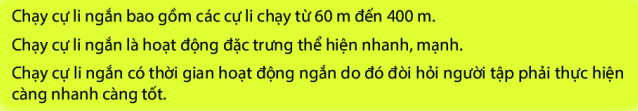 Chạy cự li ngắn bao gồm các cự li chạy từ 60 m đến 400 m.
Chạy cự li ngắn là hoạt động đặc trưng thể hiện nhanh, mạnh.
Chạy cự li ngắn có thời gian hoạt động ngắn do đó đòi hỏi người tập phải thực hiện
càng nhanh càng tốt.